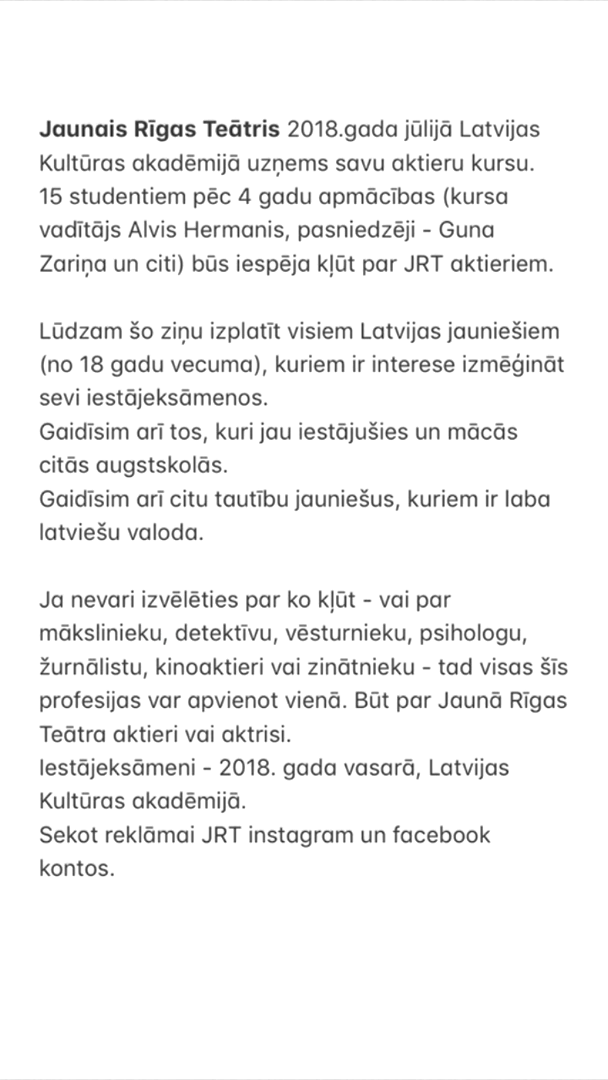 Jaunais Rīgas Teātris 2018.gada jūlijā Latvijas
Kultūras akadēmijā uzņems savu aktieru kursu.
15 studentiem pēc 4 gadu apmācības (kursa
vadītājs Alvis Hermanis, pasniedzēji - Guna
Zariņa un citi) būs iespēja kļūt par JRT aktieriem.

Lūdzam šo ziņu izplatīt visiem Latvijas jauniešiem
(no 18 gadu vecuma), kuriem ir interese izmēģināt
sevi iestājeksāmenos.
Gaidīsim arī tos, kuri jau iestājušies un mācās
citās augstskolās.
Gaidīsim arī citu tautību jauniešus, kuriem ir laba
latviešu valoda.

Ja nevari izvēlēties par ko kļūt - vai par
mākslinieku, detektīvu, vēsturnieku, psihologu,
žurnālistu, kinoaktieri vai zinātnieku - tad visas šīs
profesijas var apvienot vienā. Būt par Jaunā Rīgas
Teātra aktieri vai aktrisi.
Iestājeksāmeni - 2018. gada vasarā, Latvijas
Kultūras akadēmijā.
Sekot reklāmai JRT instagram un facebook
kontos.